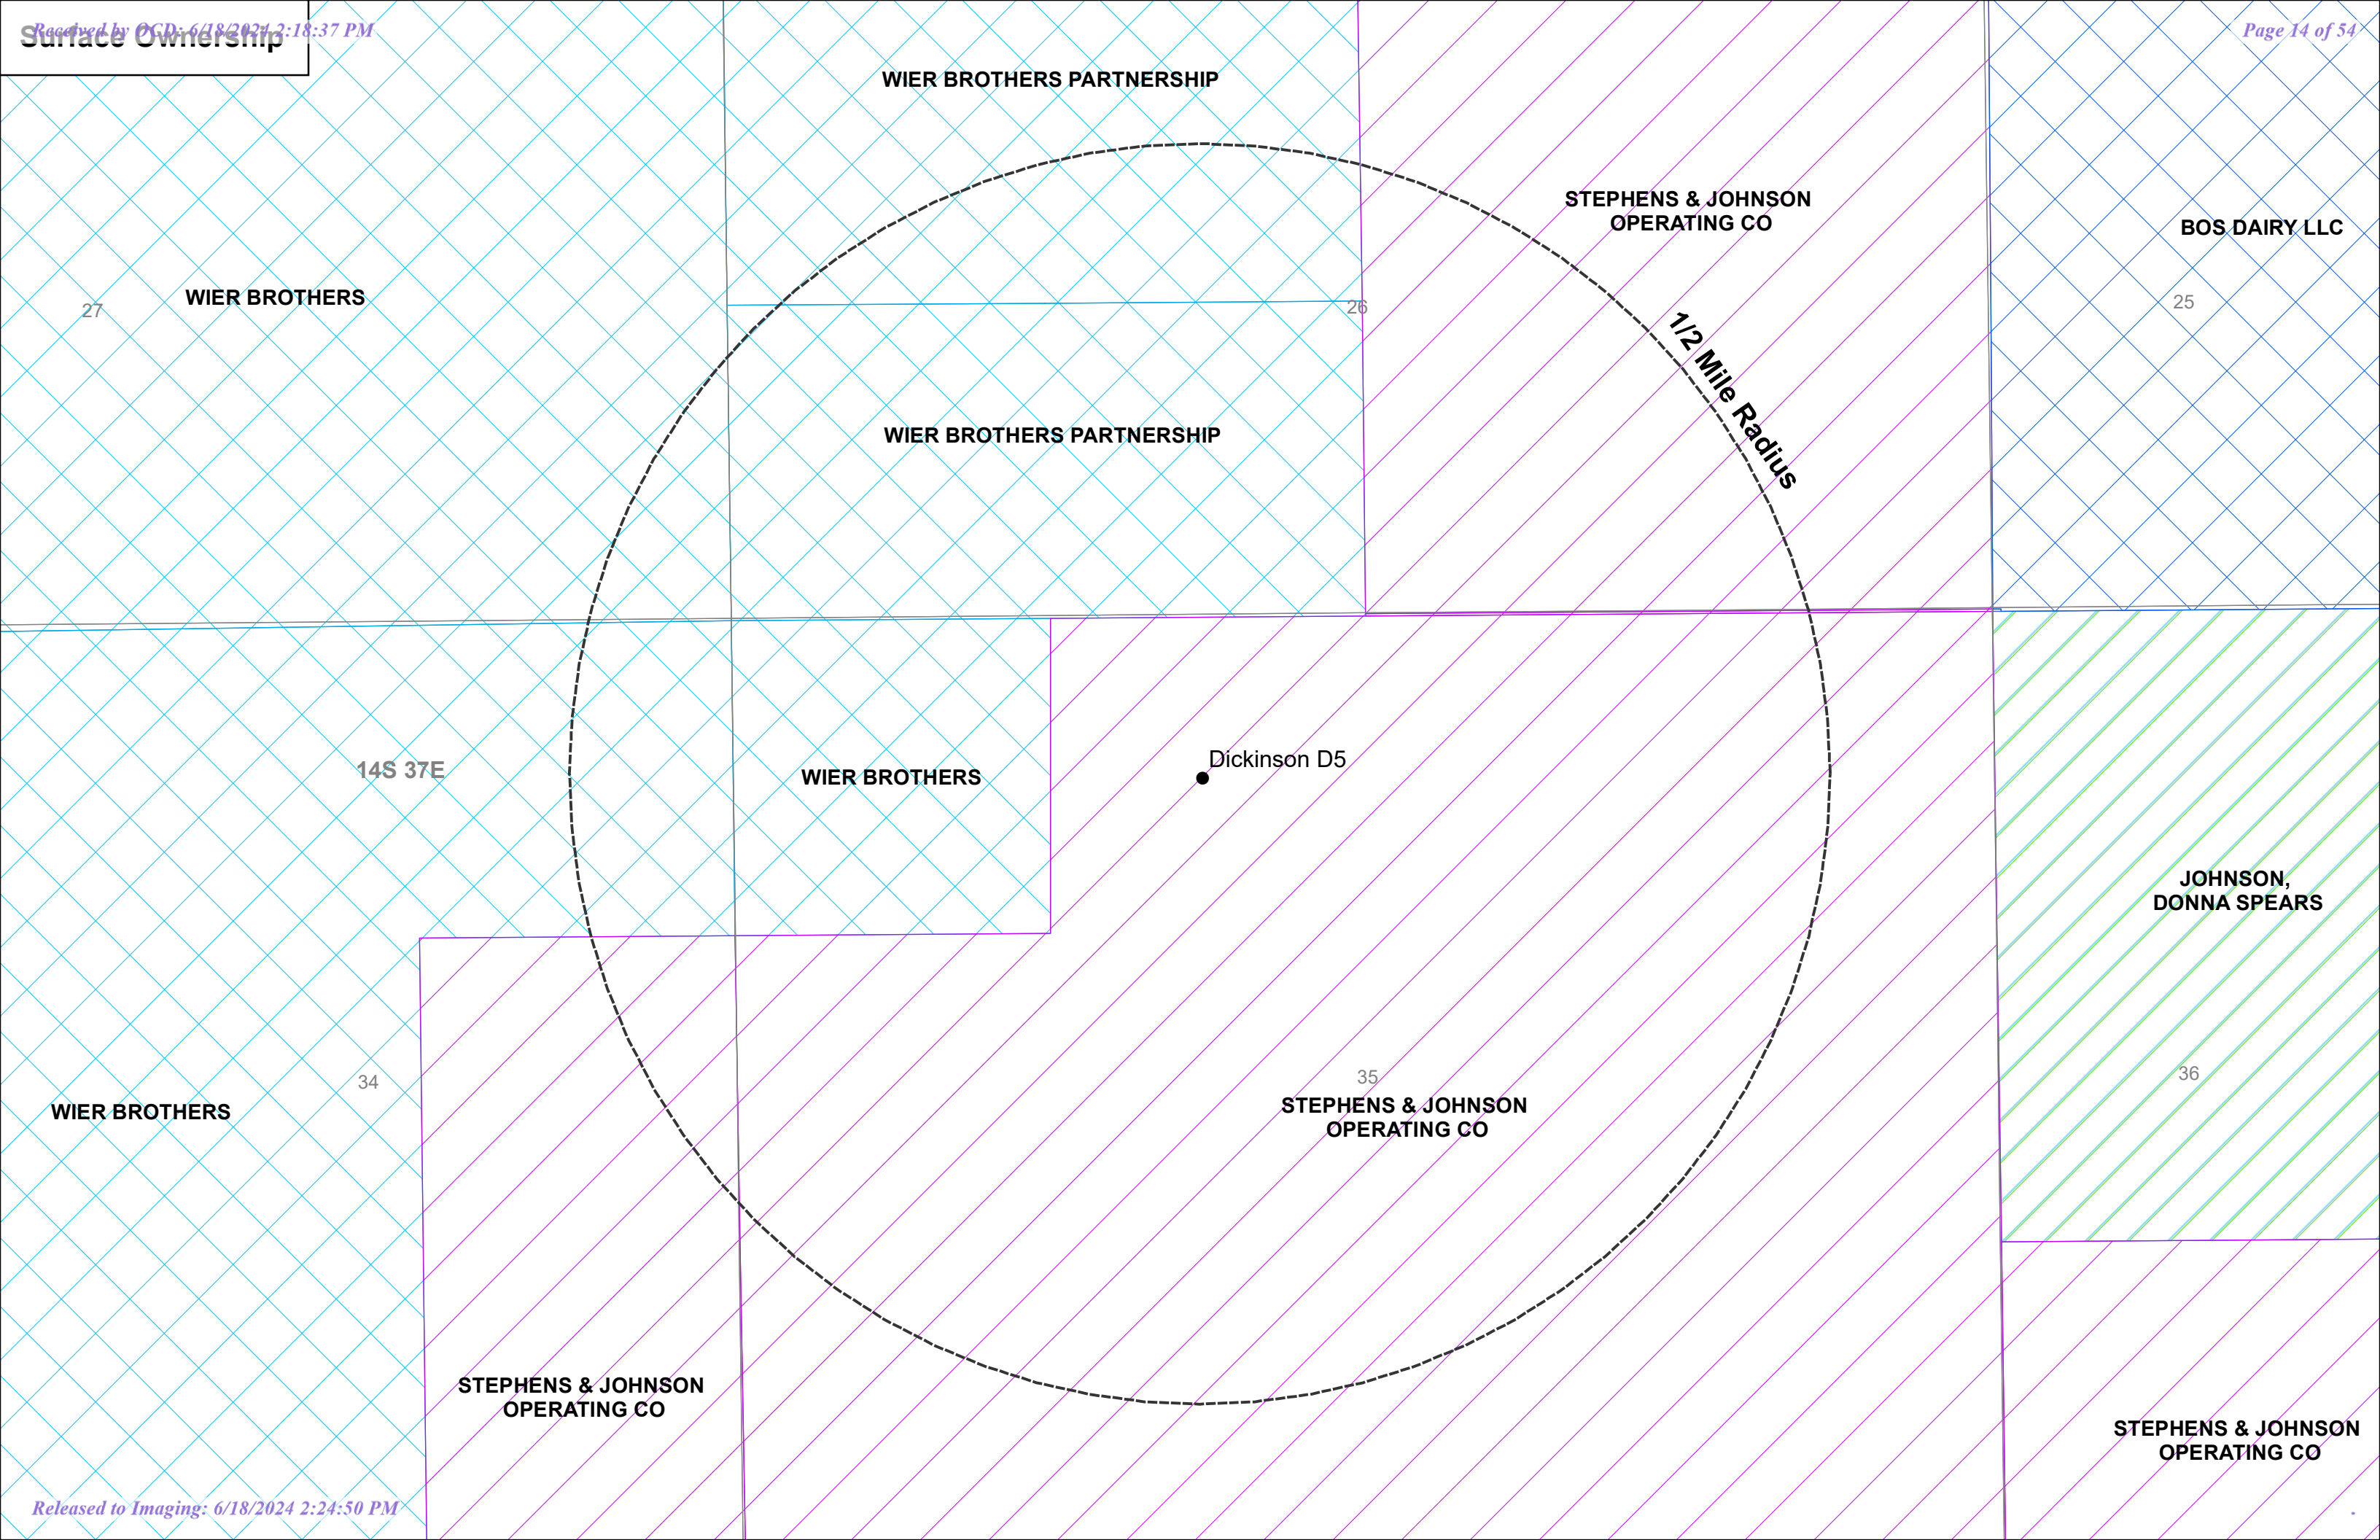 Received by OCD: 6/18/2024 2:18:37 PM
Page 14 of 54
Surface Ownership
WIER BROTHERS PARTNERSHIP
STEPHENS & JOHNSON
OPERATING CO
BOS DAIRY LLC
WIER BROTHERS
27
26
25
1/2 Mile Radius
WIER BROTHERS PARTNERSHIP
Dickinson D5
14S 37E
WIER BROTHERS
JOHNSON,
DONNA SPEARS
34
35
36
WIER BROTHERS
STEPHENS & JOHNSON
OPERATING CO
STEPHENS & JOHNSON
OPERATING CO
STEPHENS & JOHNSON
OPERATING CO
Released to Imaging: 6/18/2024 2:24:50 PM